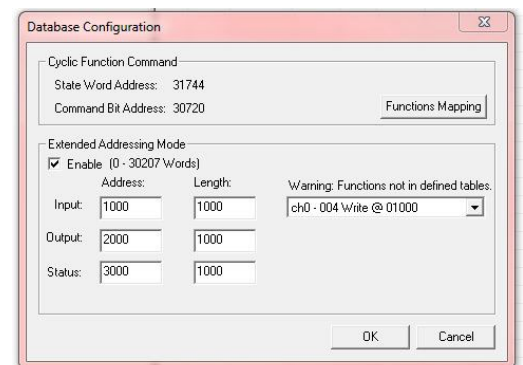 Database Configuration
Cyclic Function Command
State Word Address: 31744
Command Bit Address: 30720
Functions Mapping
Extended Addressing Mode
Enable (0 - 30207 Words)
Address: Length: Warning: Functions not in defined tables.
Input: 1000 1000 ch0 - 004 Write @ 01000
Output: 2000 1000
Status: 3000 1000
OK Cancel